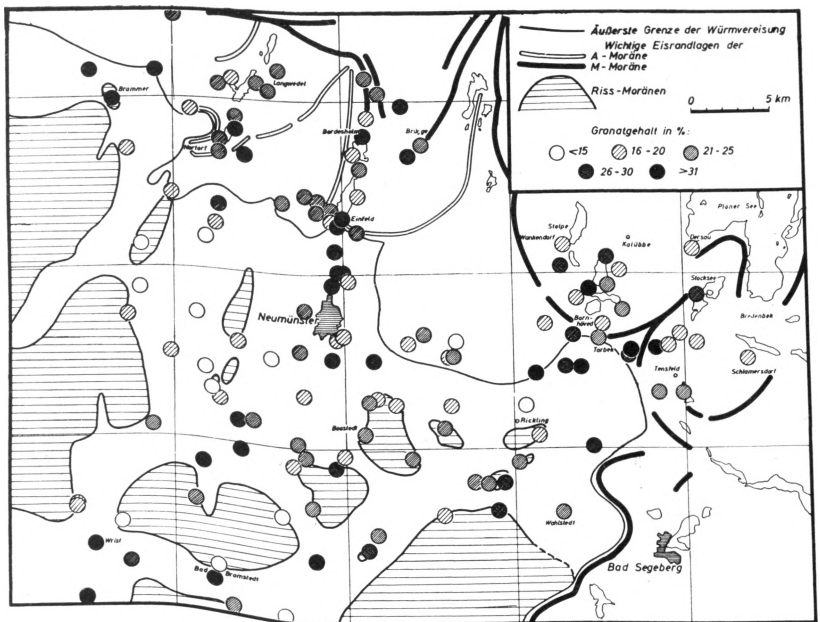 Äußerste Grenze der Würmvereisung
Wichtige Eisrandlagen der
A - Moräne
M - Moräne
Riss - Moränen
0 5 km
Granatgehalt in %:
<15 16 - 20 21 - 25
26 - 30 >31
Brammer
Langwedel
Nortorf
Bordesholm
Brügge
Einfeld
Neumünster
Stolpe
Wankendorf
Kalübbe
Planer See
Dersau
Stocksee
Bornhöved
Tarbek
Tensfeld
Schlamersdorf
Boostedt
Rickling
Wahlstedt
Wrist
Bad Bramstedt
Bad Segeberg